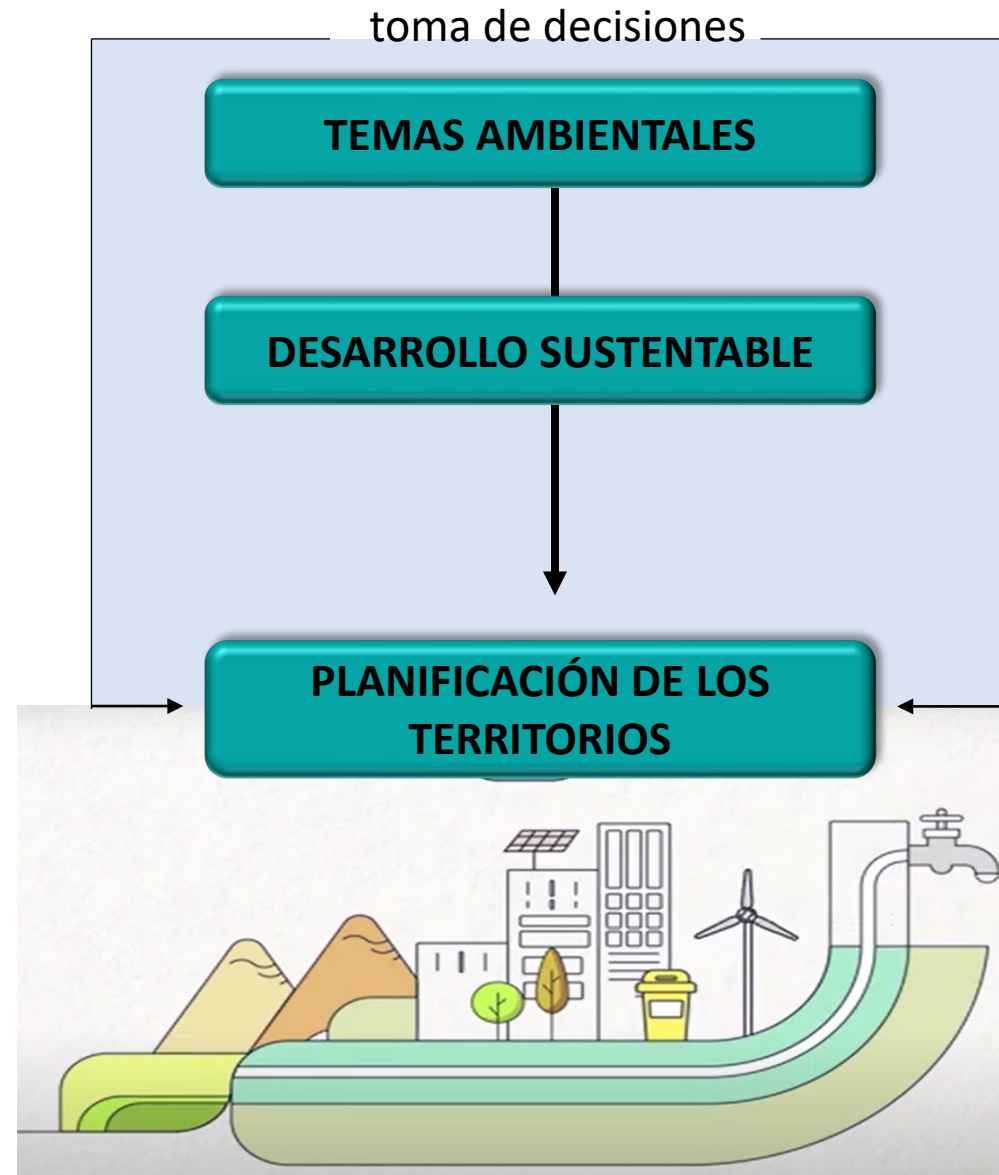 toma de decisiones
TEMAS AMBIENTALES
DESARROLLO SUSTENTABLE
PLANIFICACIÓN DE LOS
TERRITORIOS